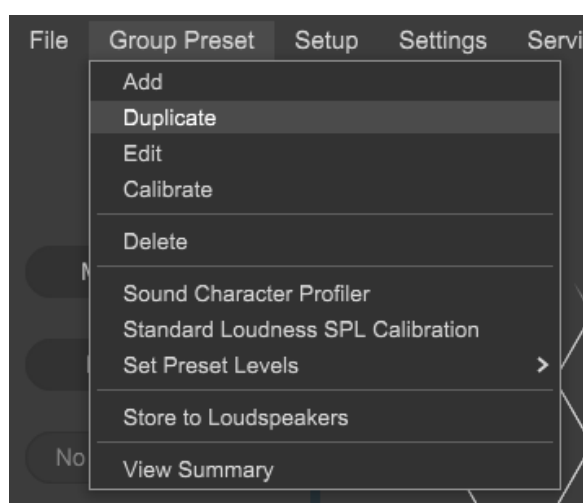 File Group Preset Setup Settings
Add
Duplicate
Edit
Calibrate
Delete
Sound Character Profiler
Standard Loudness SPL Calibration
Set Preset Levels
Store to Loudspeakers
No
View Summary